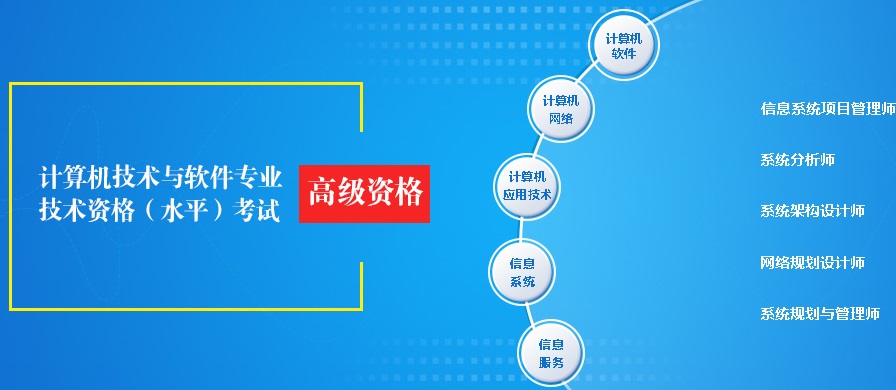 计算机技术与软件专业
技术资格（水平）考试
高级资格
计算机
软件
计算机
网络
计算机
应用技术
信息
系统
信息
服务
信息系统项目管理师
系统分析师
系统架构设计师
网络规划设计师
系统规划与管理师